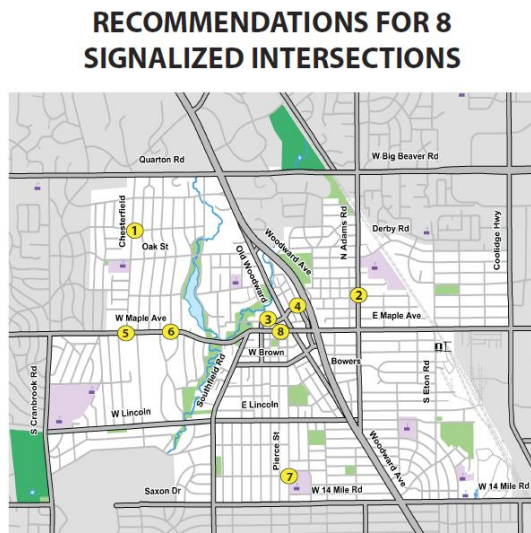 RECOMMENDATIONS FOR 8
SIGNALIZED INTERSECTIONS
Quarton Rd
W Big Beaver Rd
Chesterfield
1
Oak St
Old Woodward
Woodward Ave
N Adams Rd
Derby Rd
Coolidge Hwy
2
W Maple Ave
5
6
3
4
8
E Maple Ave
W Brown
Bowers
S Cranbrook Rd
Southfield Rd
S Eton Rd
W Lincoln
E Lincoln
Pierce St
Woodward Ave
7
Saxon Dr
W 14 Mile Rd
W 14 Mile Rd